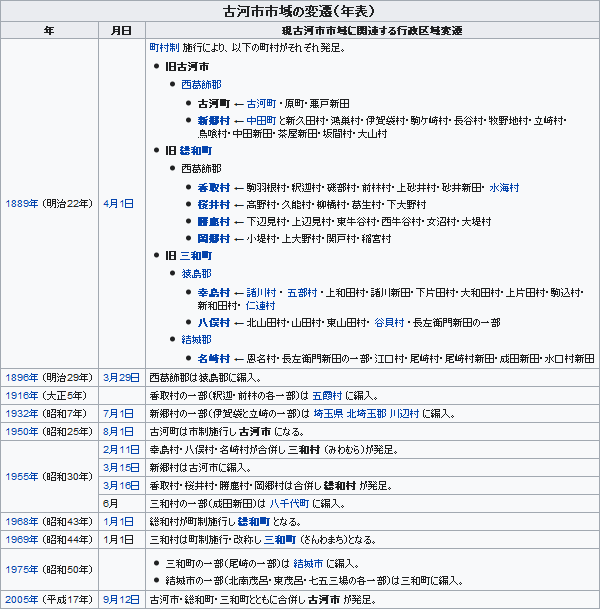 古河市市域の変遷（年表）
年 月日 現古河市市域に関連する行政区域変遷
1889年（明治22年） 4月1日
町村制 施行により、以下の町村がそれぞれ発足。
旧古河市
西葛飾郡
古河町 ← 古河町・原町・悪戸新田
新郷村 ← 中田町と新久田村・鴻巣村・伊賀袋村・駒ケ崎村・長谷村・牧野地村・立崎村・
鳥喰村・中田新田・茶屋新田・坂間村・大山村
旧 総和町
西葛飾郡
香取村 ← 駒羽根村・釈迦村・磯部村・前林村・上砂井村・砂井新田・ 水海村
桜井村 ← 高野村・久能村・柳橋村・葛生村・下大野村
勝鹿村 ← 下辺見村・上辺見村・東牛谷村・西牛谷村・女沼村・大堤村
岡郷村 ← 小堤村・上大野村・関戸村・稲宮村
旧 三和町
猿島郡
幸島村 ← 諸川村・ 五部村・上和田村・諸川新田・下片田村・大和田村・上片田村・駒込村・
新和田村・仁連村
八俣村 ← 北山田村・山田村・東山田村・ 谷貝村・長左衛門新田の一部
結城郡
名崎村 ← 恩名村・長左衛門新田の一部・江口村・尾崎村・尾崎村新田・成田新田・水口村新田
1896年（明治29年） 3月29日 西葛飾郡は猿島郡に編入。
1916年（大正5年） 香取村の一部（釈迦・前林の各一部）は 五霞村 に編入。
1932年（昭和7年） 7月1日 新郷村の一部（伊賀袋と立崎の一部）は 埼玉県 北埼玉郡 川辺村 に編入。
1950年（昭和25年） 8月1日 古河町は市制施行し 古河市 になる。
1955年（昭和30年） 2月11日 幸島村・八俣村・名崎村が合併し 三和村（みわむら）が発足。
3月15日 新郷村は古河市に編入。
3月16日 香取村・桜井村・勝鹿村・岡郷村は合併し 総和村 が発足。
6月 三和村の一部（成田新田）は 八千代町 に編入。
1968年（昭和43年） 1月1日 総和村が町制施行し 総和町 となる。
1969年（昭和44年） 1月1日 三和村は町制施行・改称し 三和町（さんわまち）となる。
1975年（昭和50年）
三和町の一部（尾崎の一部）は 結城市 に編入。
結城市の一部（北南茂呂・東茂呂・七五三場の各一部）は三和町に編入。
2005年（平成17年） 9月12日 古河市・総和町・三和町とともに合併し 古河市 が発足。